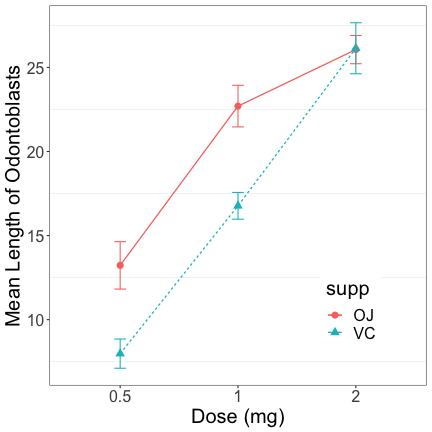 Mean Length of Odontoblasts
25
20
15
10
supp
OJ
VC
0.5 1 2
Dose (mg)